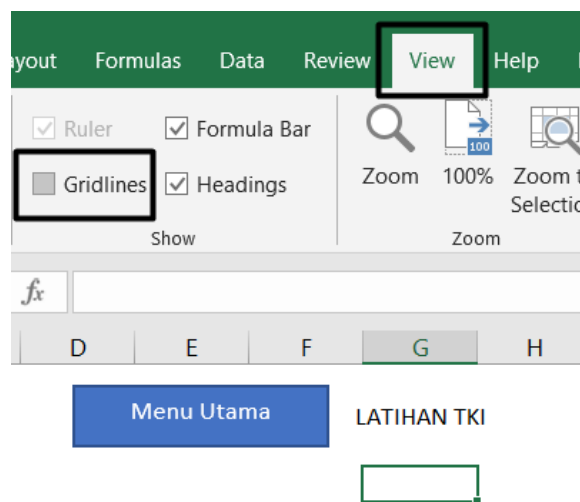 ayout Formulas Data Review View Help
Ruler Formula Bar
Gridlines Headings
Zoom 100% Zoom t
Selectio
100
Show Zoom
fx
D E F G H
Menu Utama LATIHAN TKI